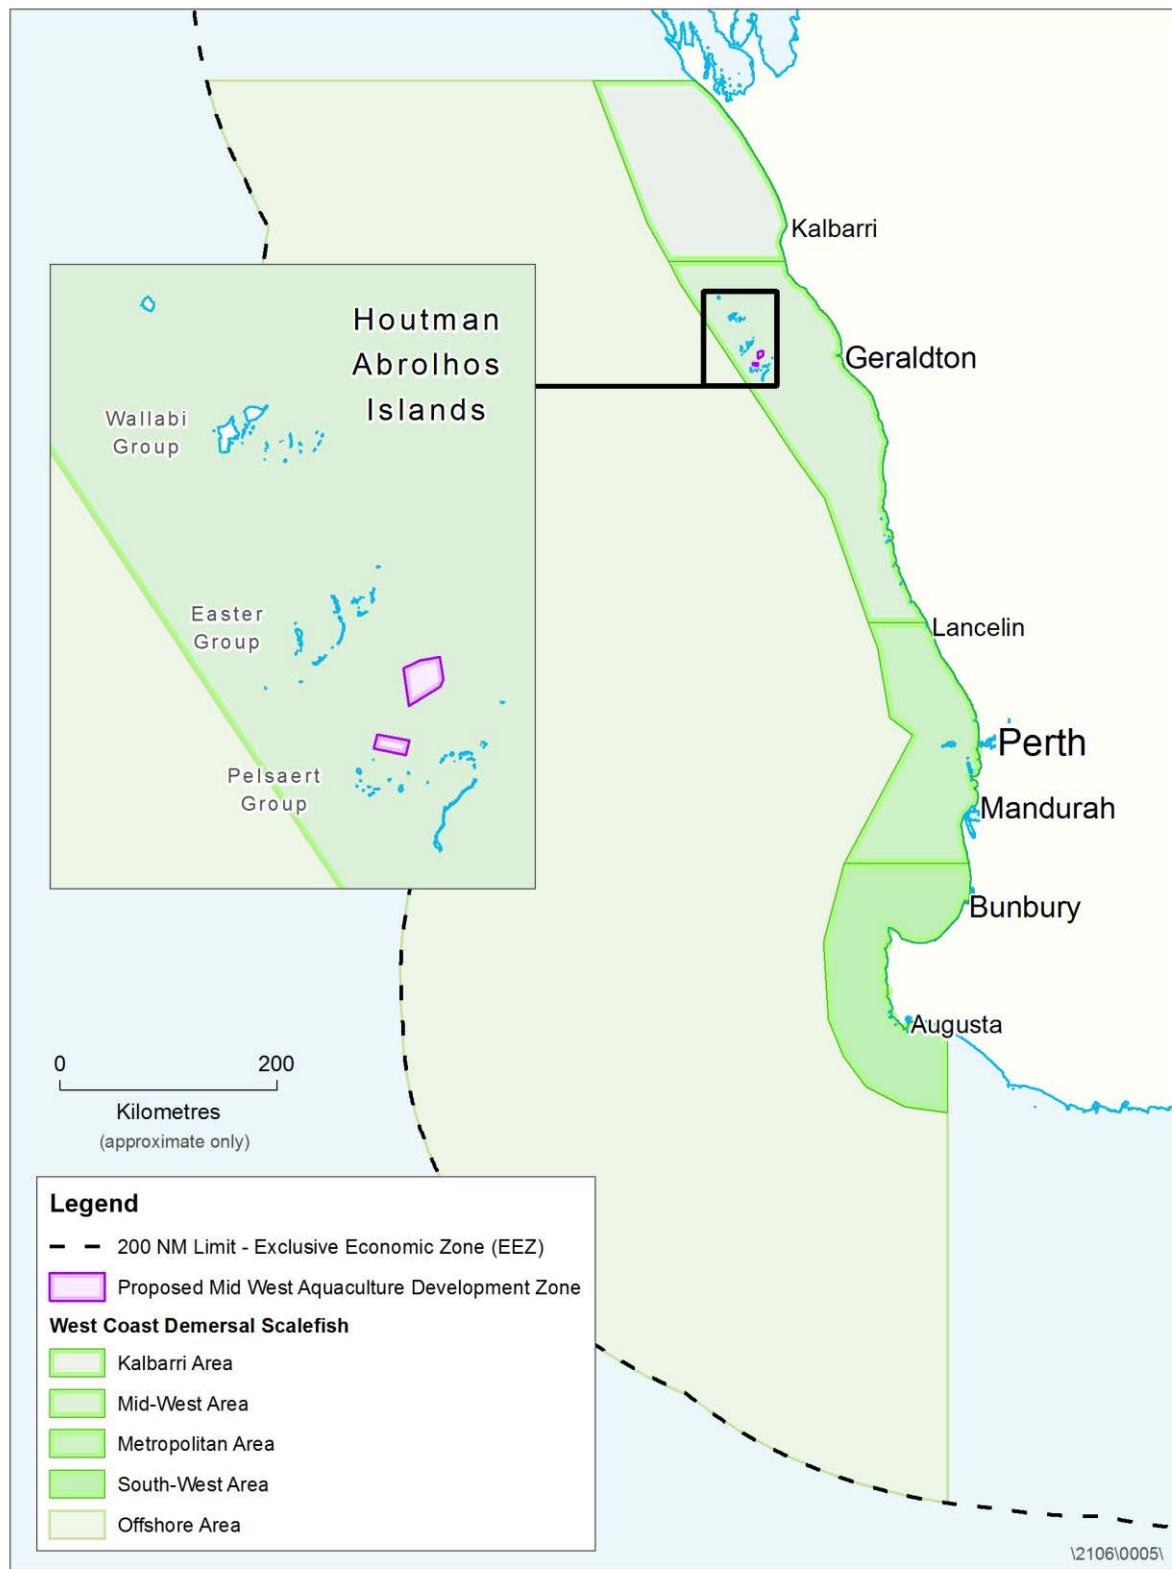 Kalbarri
Houtman
Abrolhos
Islands
Geraldton
Wallabi
Group
Easter
Group
Lancelin
Pelsaert
Group
Perth
Mandurah
Bunbury
Augusta
0 200
Kilometres
(approximate only)
Legend
200 NM Limit - Exclusive Economic Zone (EEZ)
Proposed Mid West Aquaculture Development Zone
West Coast Demersal Scalefish
Kalbarri Area
Mid-West Area
Metropolitan Area
South-West Area
Offshore Area
\2106\0005\